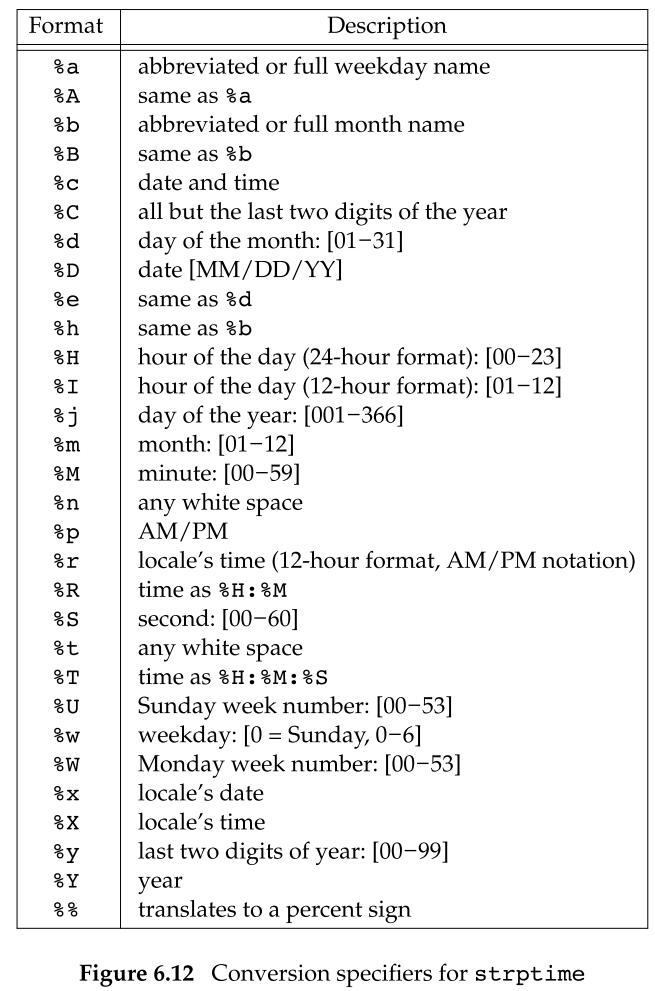 Format Description
%a abbreviated or full weekday name
%A same as %a
%b abbreviated or full month name
%B same as %b
%c date and time
%C all but the last two digits of the year
%d day of the month: [01−31]
%D date [MM/DD/YY]
%e same as %d
%h same as %b
%H hour of the day (24-hour format): [00−23]
%I hour of the day (12-hour format): [01−12]
%j day of the year: [001−366]
%m month: [01−12]
%M minute: [00−59]
%n any white space
%p AM/PM
%r locale’s time (12-hour format, AM/PM notation)
%R time as %H:%M
%S second: [00−60]
%t any white space
%T time as %H:%M:%S
%U Sunday week number: [00−53]
%w weekday: [0 = Sunday, 0−6]
%W Monday week number: [00−53]
%x locale’s date
%X locale’s time
%y last two digits of year: [00−99]
%Y year
%% translates to a percent sign
Figure 6.12 Conversion specifiers for strptime